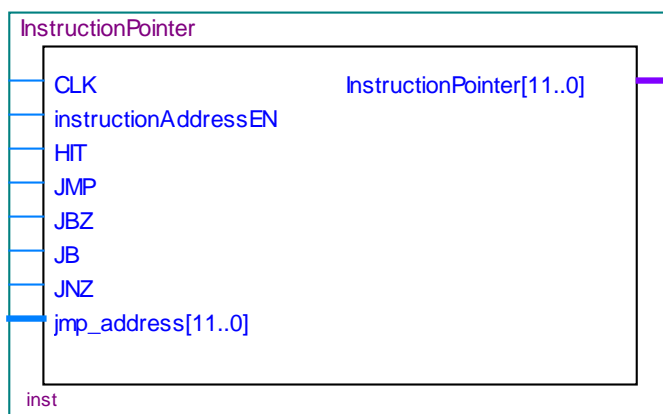 InstructionPointer
CLK InstructionPointer[11..0]
instructionAddressEN
HIT
JMP
JBZ
JB
JNZ
jmp_address[11..0]
inst